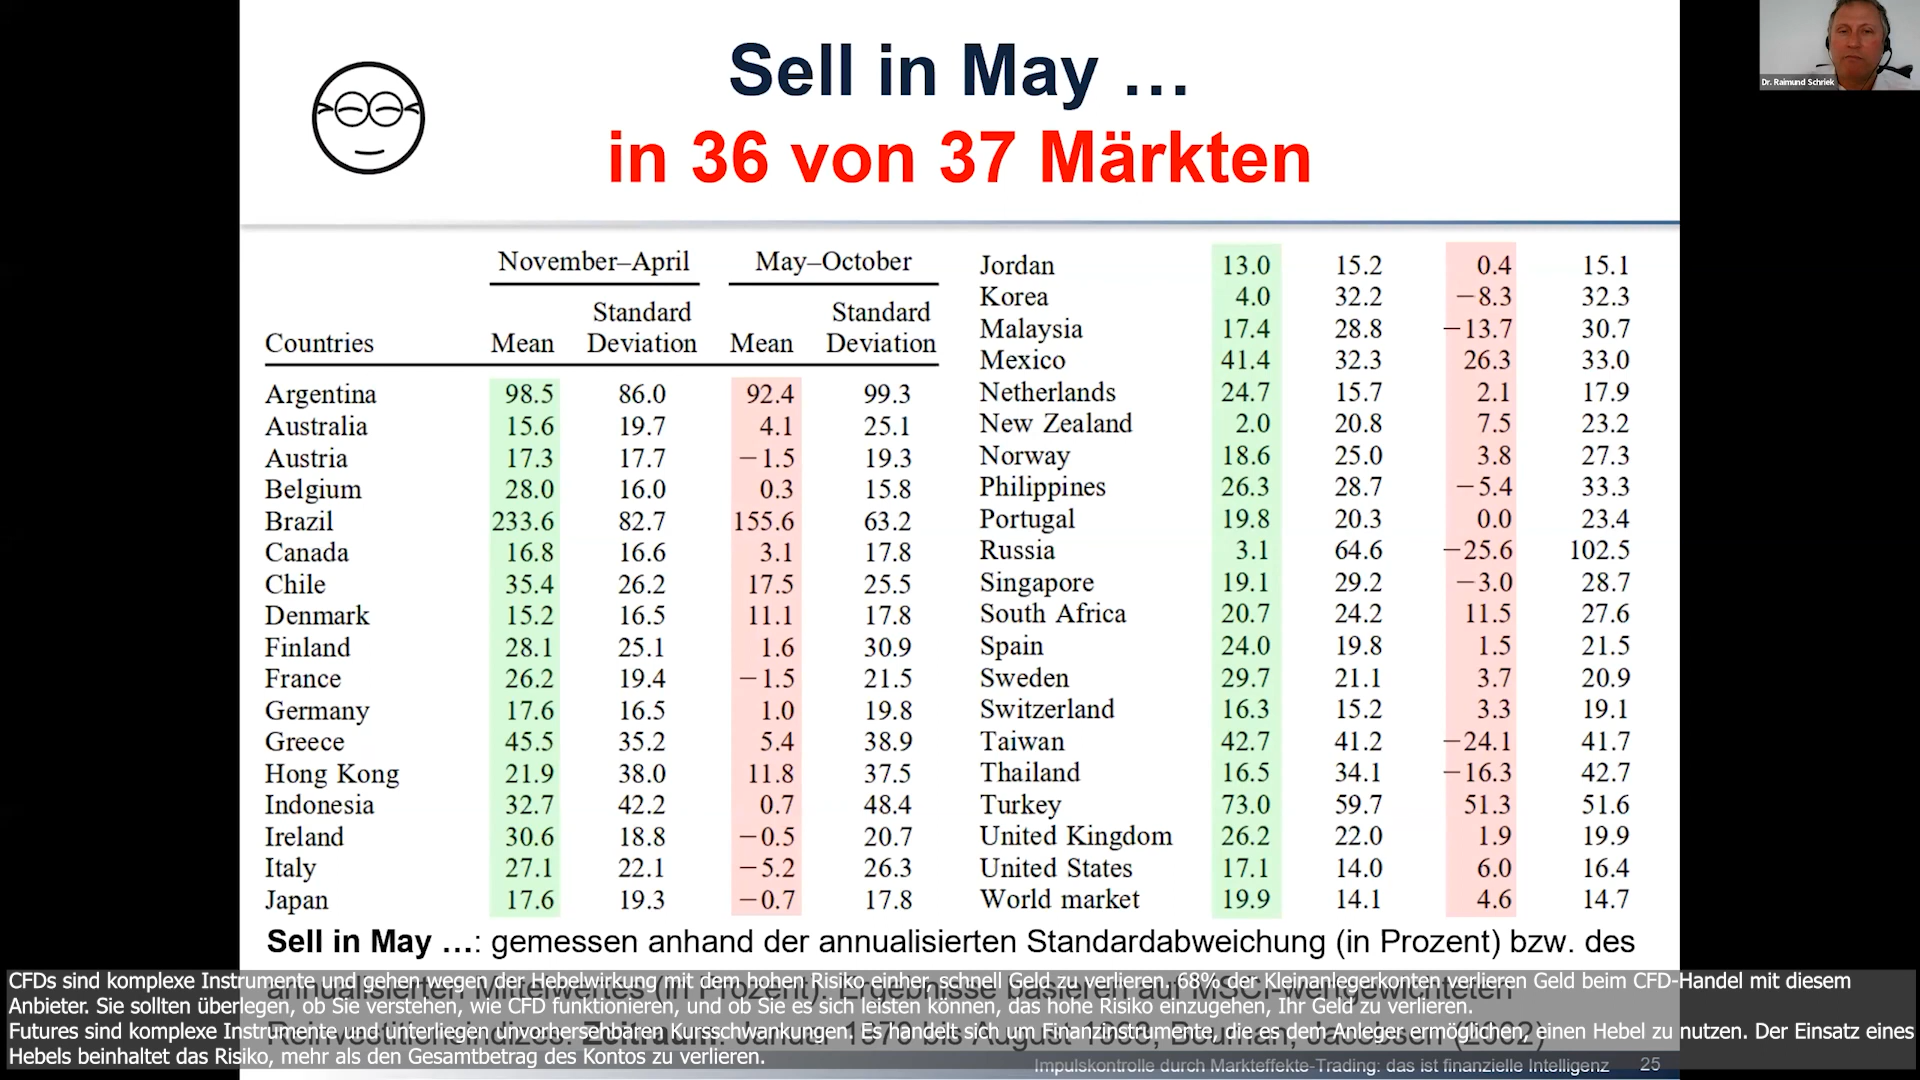 Sell in May …
in 36 von 37 Märkten
Dr. Raimund Schriek
November–April May–October
Countries Mean Standard Deviation Mean Standard Deviation
Argentina 98.5 86.0 92.4 99.3
Australia 15.6 19.7 4.1 25.1
Austria 17.3 17.7 −1.5 19.3
Belgium 28.0 16.0 0.3 15.8
Brazil 233.6 82.7 155.6 63.2
Canada 16.8 16.6 3.1 17.8
Chile 35.4 26.2 17.5 25.5
Denmark 15.2 16.5 11.1 17.8
Finland 28.1 25.1 1.6 30.9
France 26.2 19.4 −1.5 21.5
Germany 17.6 16.5 1.0 19.8
Greece 45.5 35.2 5.4 38.9
Hong Kong 21.9 38.0 11.8 37.5
Indonesia 32.7 42.2 0.7 48.4
Ireland 30.6 18.8 −0.5 20.7
Italy 27.1 22.1 −5.2 26.3
Japan 17.6 19.3 −0.7 17.8
Jordan 13.0 15.2 0.4 15.1
Korea 4.0 32.2 −8.3 32.3
Malaysia 17.4 28.8 −13.7 30.7
Mexico 41.4 32.3 26.3 33.0
Netherlands 24.7 15.7 2.1 17.9
New Zealand 2.0 20.8 7.5 23.2
Norway 18.6 25.0 3.8 27.3
Philippines 26.3 28.7 −5.4 33.3
Portugal 19.8 20.3 0.0 23.4
Russia 3.1 64.6 −25.6 102.5
Singapore 19.1 29.2 −3.0 28.7
South Africa 20.7 24.2 11.5 27.6
Spain 24.0 19.8 1.5 21.5
Sweden 29.7 21.1 3.7 20.9
Switzerland 16.3 15.2 3.3 19.1
Taiwan 42.7 41.2 −24.1 41.7
Thailand 16.5 34.1 −16.3 42.7
Turkey 73.0 59.7 51.3 51.6
United Kingdom 26.2 22.0 1.9 19.9
United States 17.1 14.0 6.0 16.4
World market 19.9 14.1 4.6 14.7
Sell in May …: gemessen anhand der annualisierten Standardabweichung (in Prozent) bzw. des
annualisierten Mittelwertes (in Prozent). Ergebnisse basieren auf MSCI-wertgewichteten
Reinvestitionsindizes. Zeitraum: Januar 1970 bis August 1998, Bouman, Jacobsen (2002)
CFDs sind komplexe Instrumente und gehen wegen der Hebelwirkung mit dem hohen Risiko einher, schnell Geld zu verlieren. 68% der Kleinanlegerkonten verlieren Geld beim CFD-Handel mit diesem
Anbieter. Sie sollten überlegen, ob Sie verstehen, wie CFD funktionieren, und ob Sie es sich leisten können, das hohe Risiko einzugehen, Ihr Geld zu verlieren.
Futures sind komplexe Instrumente und unterliegen unvorhersehbaren Kursschwankungen. Es handelt sich um Finanzinstrumente, die es dem Anleger ermöglichen, einen Hebel zu nutzen. Der Einsatz eines
Hebels beinhaltet das Risiko, mehr als den Gesamtbetrag des Kontos zu verlieren.
Impulskontrolle durch Markteffekte-Trading: das ist finanzielle Intelligenz 25